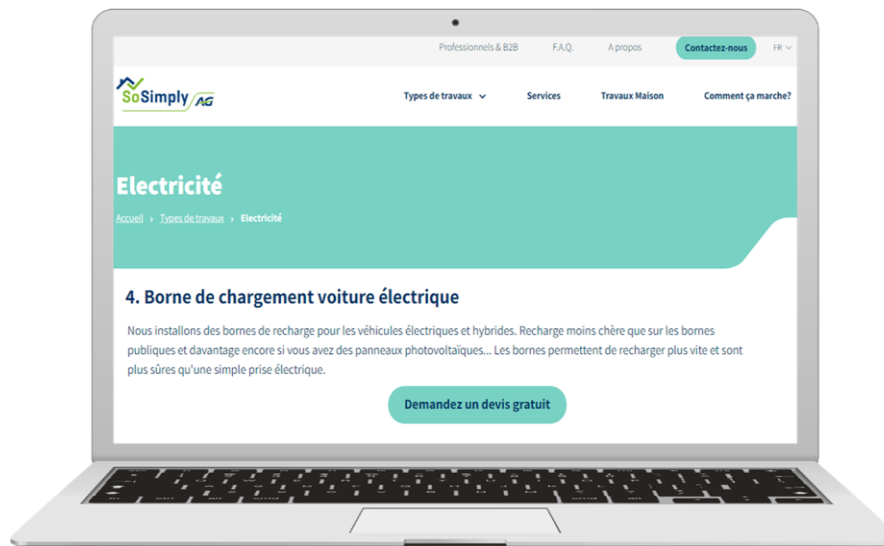 Professionnels & B2B F.A.Q. A propos Contactez-nous FR
SoSimply AG Types de travaux Services Travaux Maison Comment ça marche?
Electricité
Accueil › Types de travaux › Electricité
4. Borne de chargement voiture électrique
Nous installons des bornes de recharge pour les véhicules électriques et hybrides. Recharge moins chère que sur les bornes
publiques et davantage encore si vous avez des panneaux photovoltaïques... Les bornes permettent de recharger plus vite et sont
plus sûres qu'une simple prise électrique.
Demandez un devis gratuit